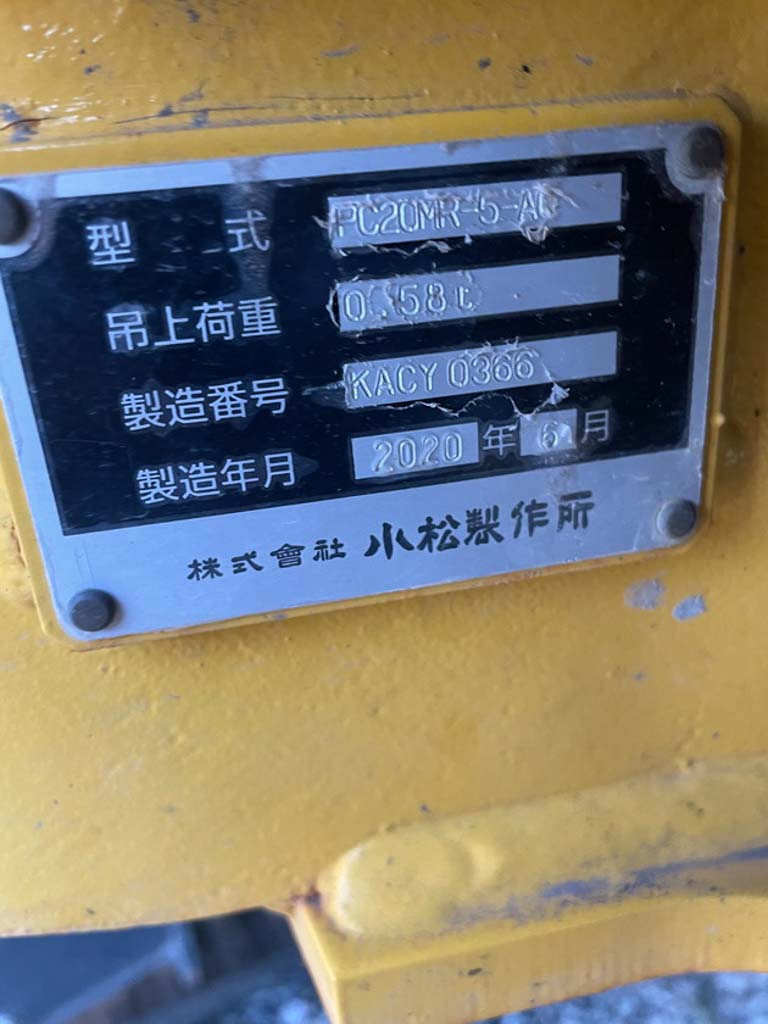 型 式 PC20MR-5-AC
吊上荷重 0.58t
製造番号 KACY0366
製造年月 2020年6月
株式會社 小松製作所